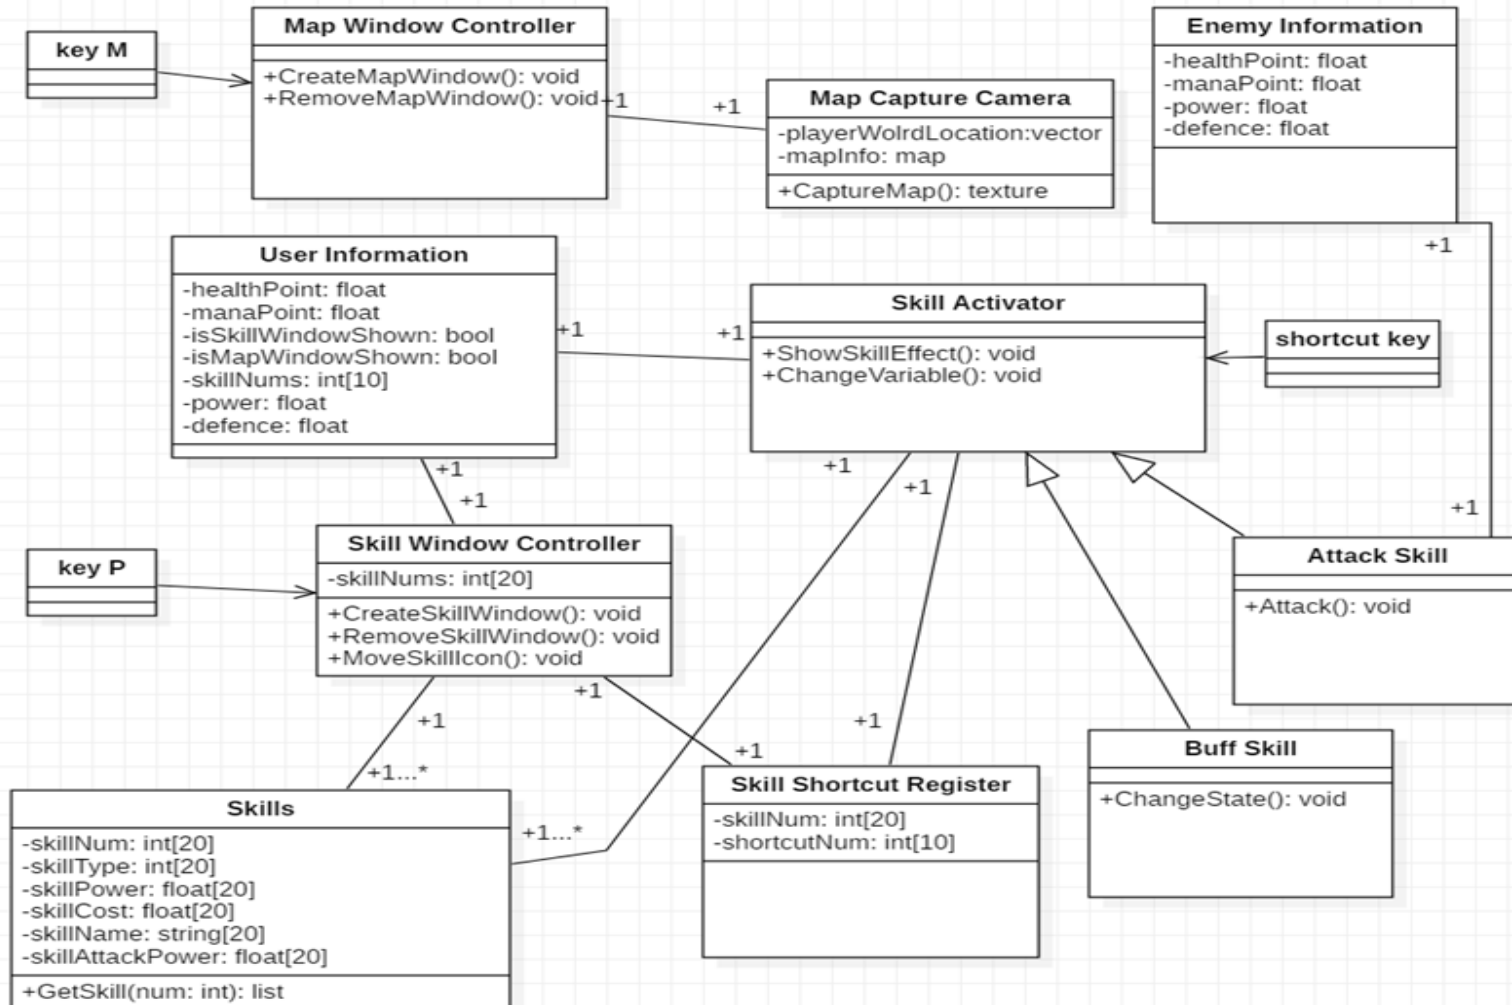 key M
Map Window Controller
+CreateMapWindow(): void
+RemoveMapWindow(): void
+1
+1
Map Capture Camera
-playerWolrdLocation:vector
-mapInfo: map
+CaptureMap(): texture
Enemy Information
-healthPoint: float
-manaPoint: float
-power: float
-defence: float
+1
User Information
-healthPoint: float
-manaPoint: float
-isSkillWindowShown: bool
-isMapWindowShown: bool
-skillNums: int[10]
-power: float
-defence: float
+1
+1
Skill Activator
+ShowSkillEffect(): void
+ChangeVariable(): void
shortcut key
+1
+1
+1
+1
+1
key P
Skill Window Controller
-skillNums: int[20]
+CreateSkillWindow(): void
+RemoveSkillWindow(): void
+MoveSkillIcon(): void
Attack Skill
+Attack(): void
+1
+1
+1
+1
+1...*
Skills
-skillNum: int[20]
-skillType: int[20]
-skillPower: float[20]
-skillCost: float[20]
-skillName: string[20]
-skillAttackPower: float[20]
+GetSkill(num: int): list
+1...*
Skill Shortcut Register
-skillNum: int[20]
-shortcutNum: int[10]
Buff Skill
+ChangeState(): void